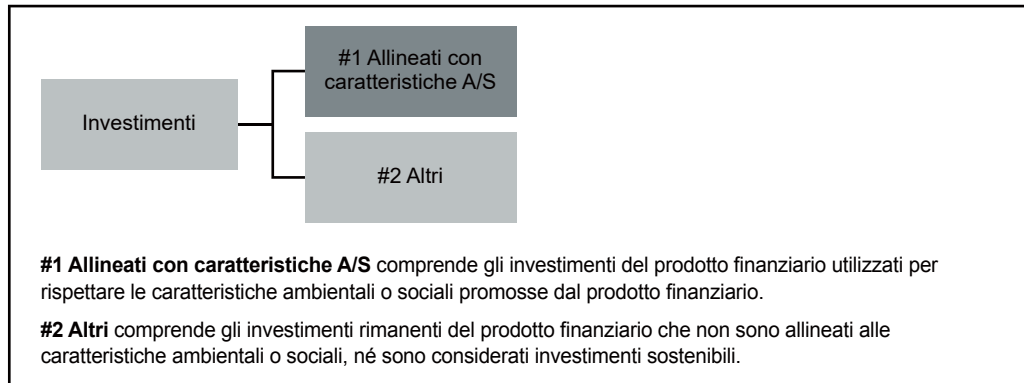 #1 Allineati con
caratteristiche A/S
Investimenti
#2 Altri
#1 Allineati con caratteristiche A/S comprende gli investimenti del prodotto finanziario utilizzati per
rispettare le caratteristiche ambientali o sociali promosse dal prodotto finanziario.
#2 Altri comprende gli investimenti rimanenti del prodotto finanziario che non sono allineati alle
caratteristiche ambientali o sociali, né sono considerati investimenti sostenibili.